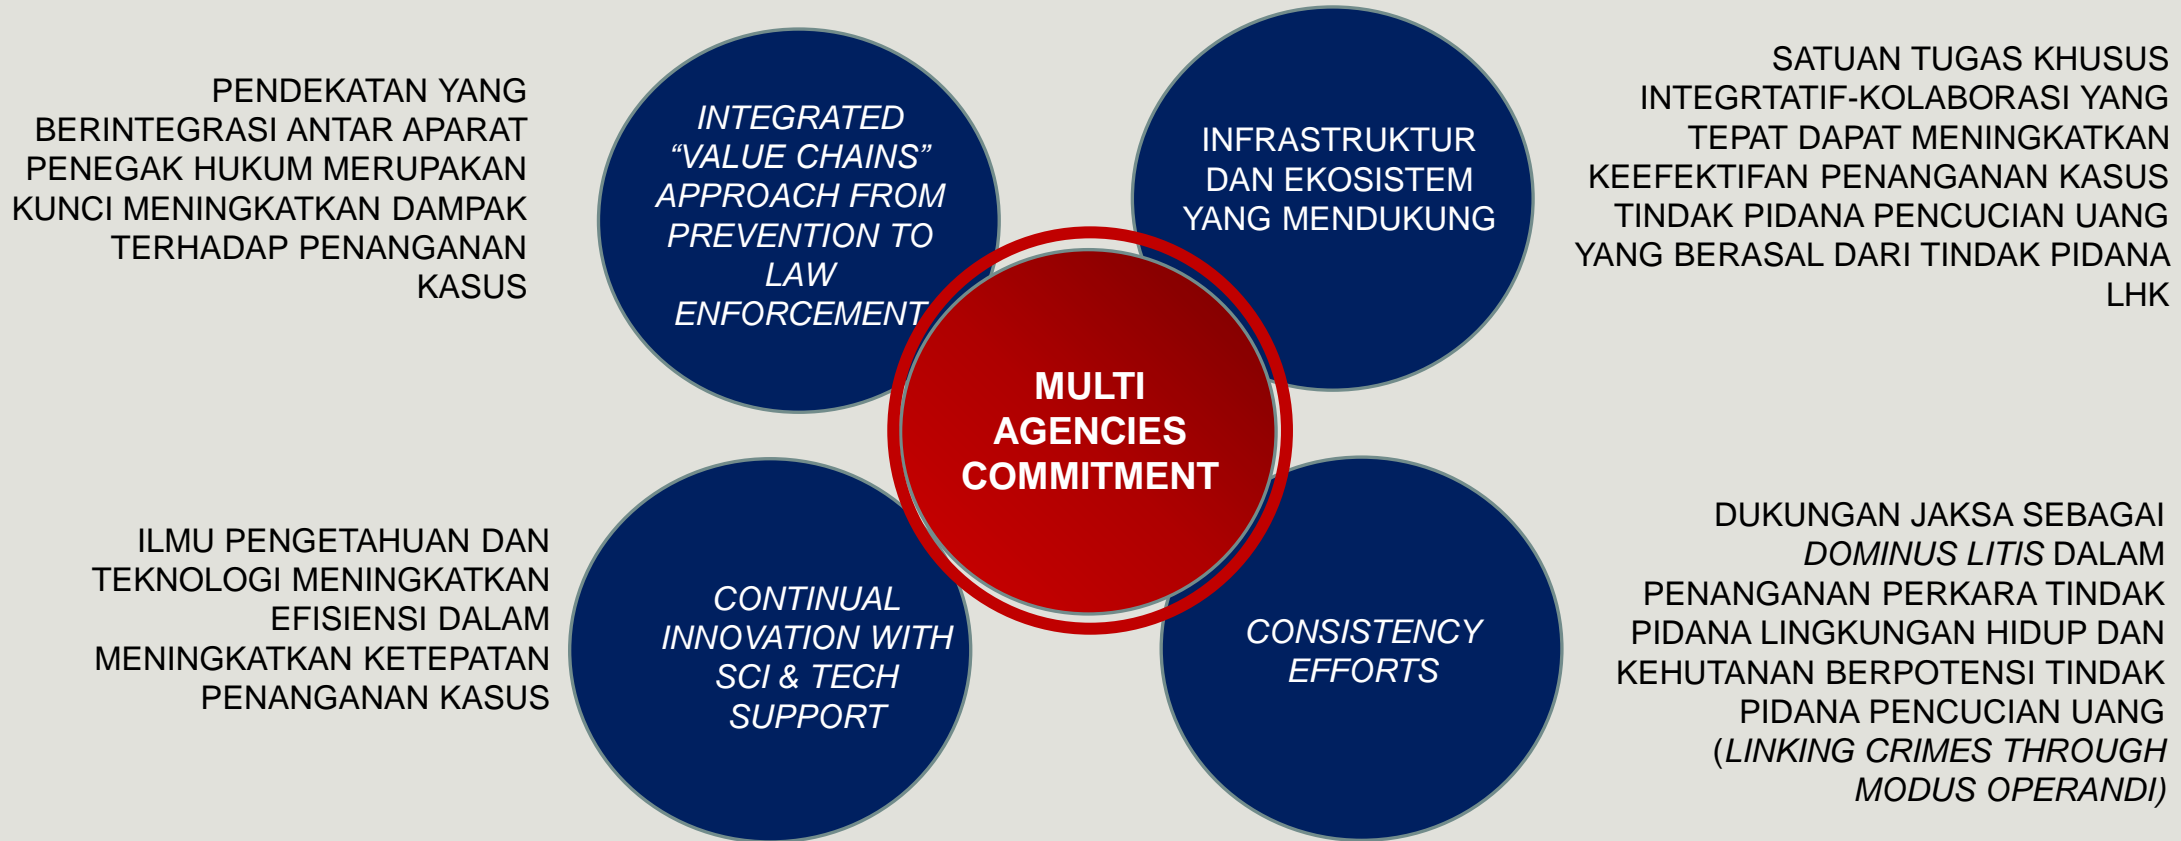 PENDEKATAN YANG
BERINTEGRASI ANTAR APARAT
PENEGAK HUKUM MERUPAKAN
KUNCI MENINGKATKAN DAMPAK
TERHADAP PENANGANAN
KASUS
INTEGRATED
“VALUE CHAINS”
APPROACH FROM
PREVENTION TO
LAW
ENFORCEMENT
INFRASTRUKTUR
DAN EKOSISTEM
YANG MENDUKUNG
SATUAN TUGAS KHUSUS
INTEGRTATIF-KOLABORASI YANG
TEPAT DAPAT MENINGKATKAN
KEEFEKTIFAN PENANGANAN KASUS
TINDAK PIDANA PENCUCIAN UANG
YANG BERASAL DARI TINDAK PIDANA
LHK
MULTI
AGENCIES
COMMITMENT
ILMU PENGETAHUAN DAN
TEKNOLOGI MENINGKATKAN
EFISIENSI DALAM
MENINGKATKAN KETEPATAN
PENANGANAN KASUS
CONTINUAL
INNOVATION WITH
SCI & TECH
SUPPORT
CONSISTENCY
EFFORTS
DUKUNGAN JAKSA SEBAGAI
DOMINUS LITIS DALAM
PENANGANAN PERKARA TINDAK
PIDANA LINGKUNGAN HIDUP DAN
KEHUTANAN BERPOTENSI TINDAK
PIDANA PENCUCIAN UANG
(LINKING CRIMES THROUGH
MODUS OPERANDI)